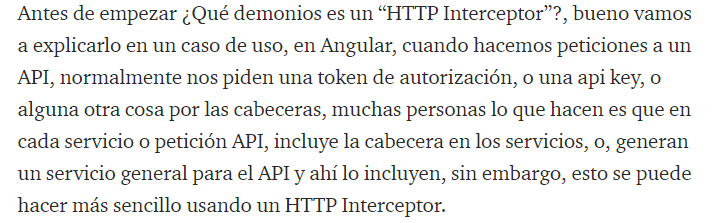 Antes de empezar ¿Qué demonios es un “HTTP Interceptor”?, bueno vamos
a explicarlo en un caso de uso, en Angular, cuando hacemos peticiones a un
API, normalmente nos piden una token de autorización, o una api key, o
alguna otra cosa por las cabeceras, muchas personas lo que hacen es que en
cada servicio o petición API, incluye la cabecera en los servicios, o, generan
un servicio general para el API y ahí lo incluyen, sin embargo, esto se puede
hacer más sencillo usando un HTTP Interceptor.